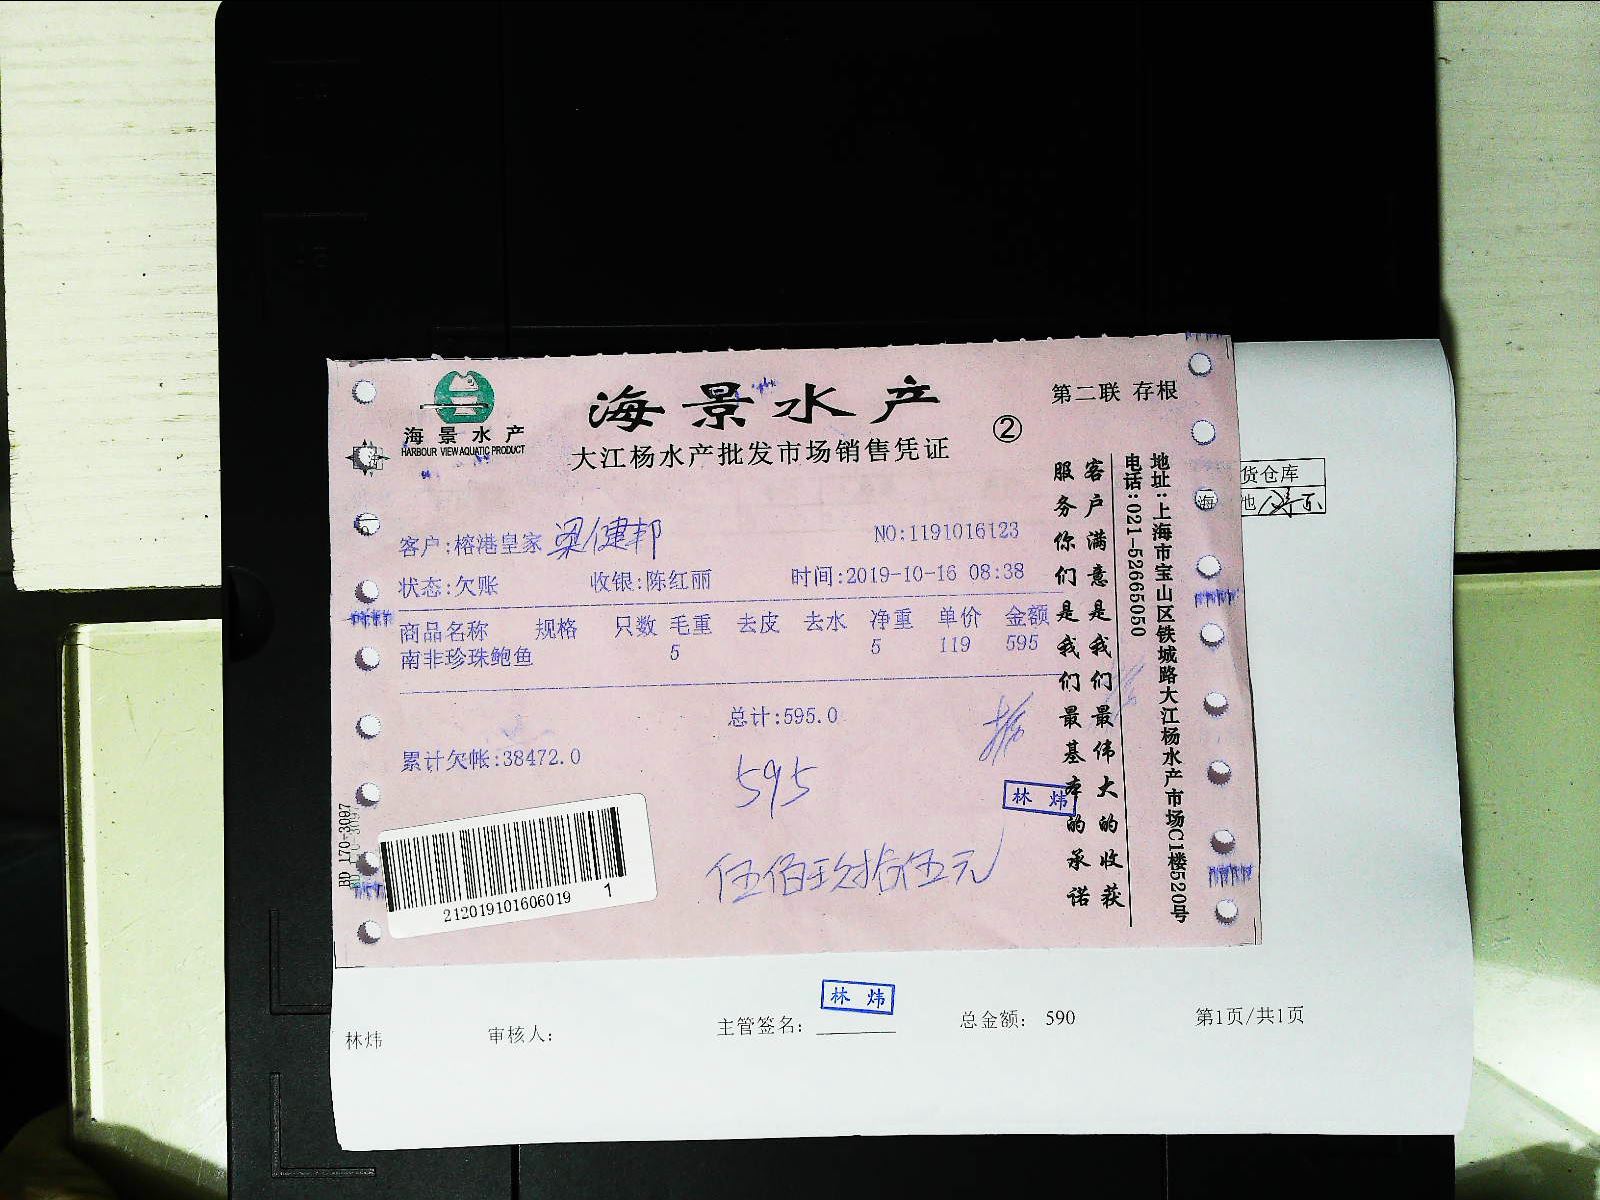 海景水产
HARBOUR VIEW AQUATIC PRODUCT
海景水产
大江杨水产批发市场销售凭证
②
第二联 存根
客户:榕港皇家 梁健邦
NO:1191016123
状态:欠账 收银:陈红丽 时间:2019-10-16 08:38
商品名称 规格 只数 毛重 去皮 去水 净重 单价 金额
南非珍珠鲍鱼 5 5 119 595
总计:595.0
累计欠帐:38472.0
595
林炜
伍佰玖拾伍元
212019101606019 1
BD 170-3097
客户满意是我们最伟大的收获
服务你们是我们最基本的承诺
地址:上海市宝山区铁城路大江杨水产市场C1楼520号
电话:021-52665050
海
货仓库
他
林炜
林炜 审核人: 主管签名: 总金额: 590 第1页/共1页